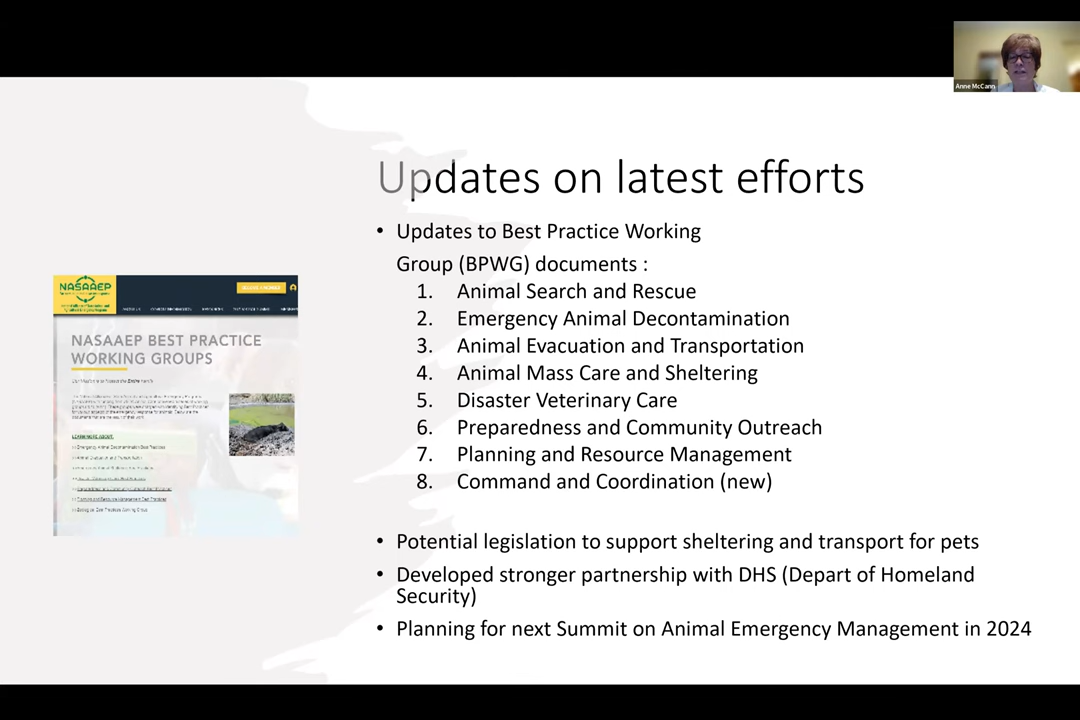 Anne McCann
Updates on latest efforts
• Updates to Best Practice Working
Group (BPWG) documents :
1. Animal Search and Rescue
2. Emergency Animal Decontamination
3. Animal Evacuation and Transportation
4. Animal Mass Care and Sheltering
5. Disaster Veterinary Care
6. Preparedness and Community Outreach
7. Planning and Resource Management
8. Command and Coordination (new)
• Potential legislation to support sheltering and transport for pets
• Developed stronger partnership with DHS (Depart of Homeland
Security)
• Planning for next Summit on Animal Emergency Management in 2024
NASAAEP
NASAAEP BEST PRACTICE
WORKING GROUPS
LEARN MORE ABOUT: